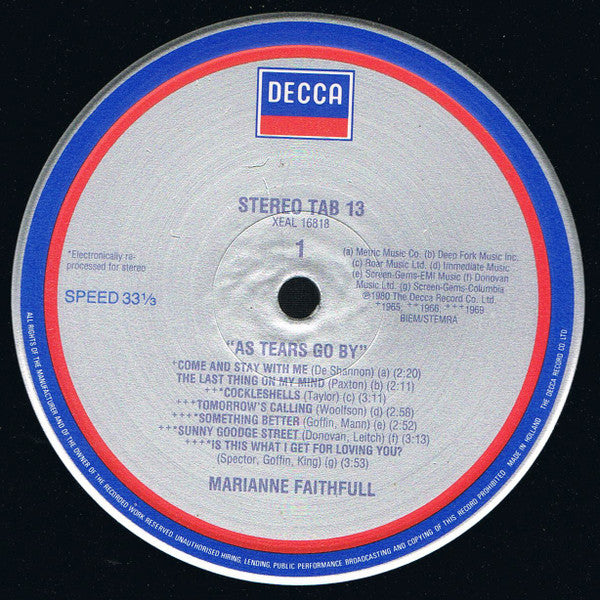 DECCA
STEREO TAB 13
XEAL 16818
1
*Electronically re-
processed for stereo
SPEED 33⅓
(a) Metric Music Co. (b) Deep Fork Music Inc.
(c) Roar Music Ltd. (d) Immediate Music
(e) Screen-Gems-EMI Music (f) Donovan
Music Ltd. (g) Screen-Gems-Columbia
℗1980 The Decca Record Co. Ltd.
+1965, ++1966, +++1969
BIEM/STEMRA
"AS TEARS GO BY"
*COME AND STAY WITH ME (De Shannon) (a) (2:20)
THE LAST THING ON MY MIND (Paxton) (b) (2:11)
+++COCKLESHELLS (Taylor) (c) (3:11)
+++TOMORROW'S CALLING (Woolfson) (d) (2:58)
++++SOMETHING BETTER (Goffin, Mann) (e) 2:52)
+++SUNNY GOODGE STREET (Donovan, Leitch) (f) (3:13)
++++IS THIS WHAT I GET FOR LOVING YOU?
(Spector, Goffin, King) (g) (3:53)
MARIANNE FAITHFULL
ALL RIGHTS OF THE MANUFACTURER AND OF THE OWNER OF THE RECORDED WORK RESERVED. UNAUTHORISED HIRING, LENDING, PUBLIC PERFORMANCE BROADCASTING AND COPYING OF THIS RECORD PROHIBITED MADE IN HOLLAND THE DECCA RECORD CO LTD